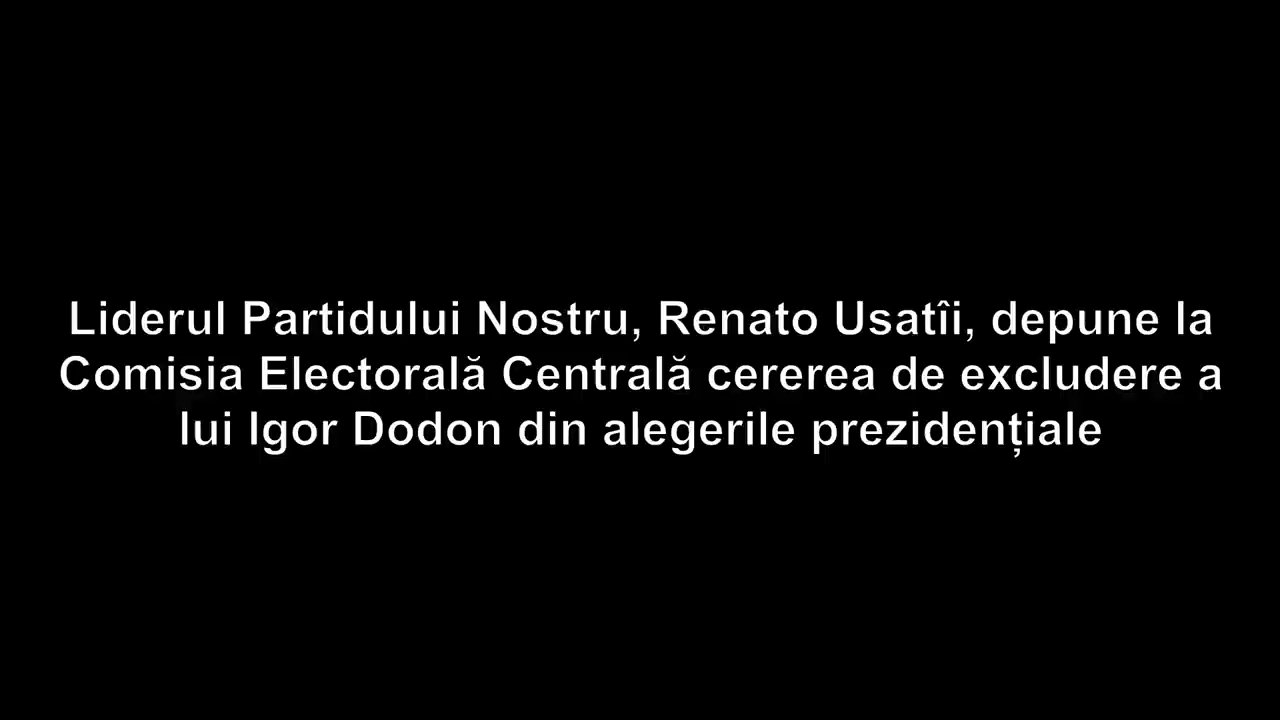 Liderul Partidului Nostru, Renato Usatîi, depune la
Comisia Electorală Centrală cererea de excludere a
lui Igor Dodon din alegerile prezidențiale